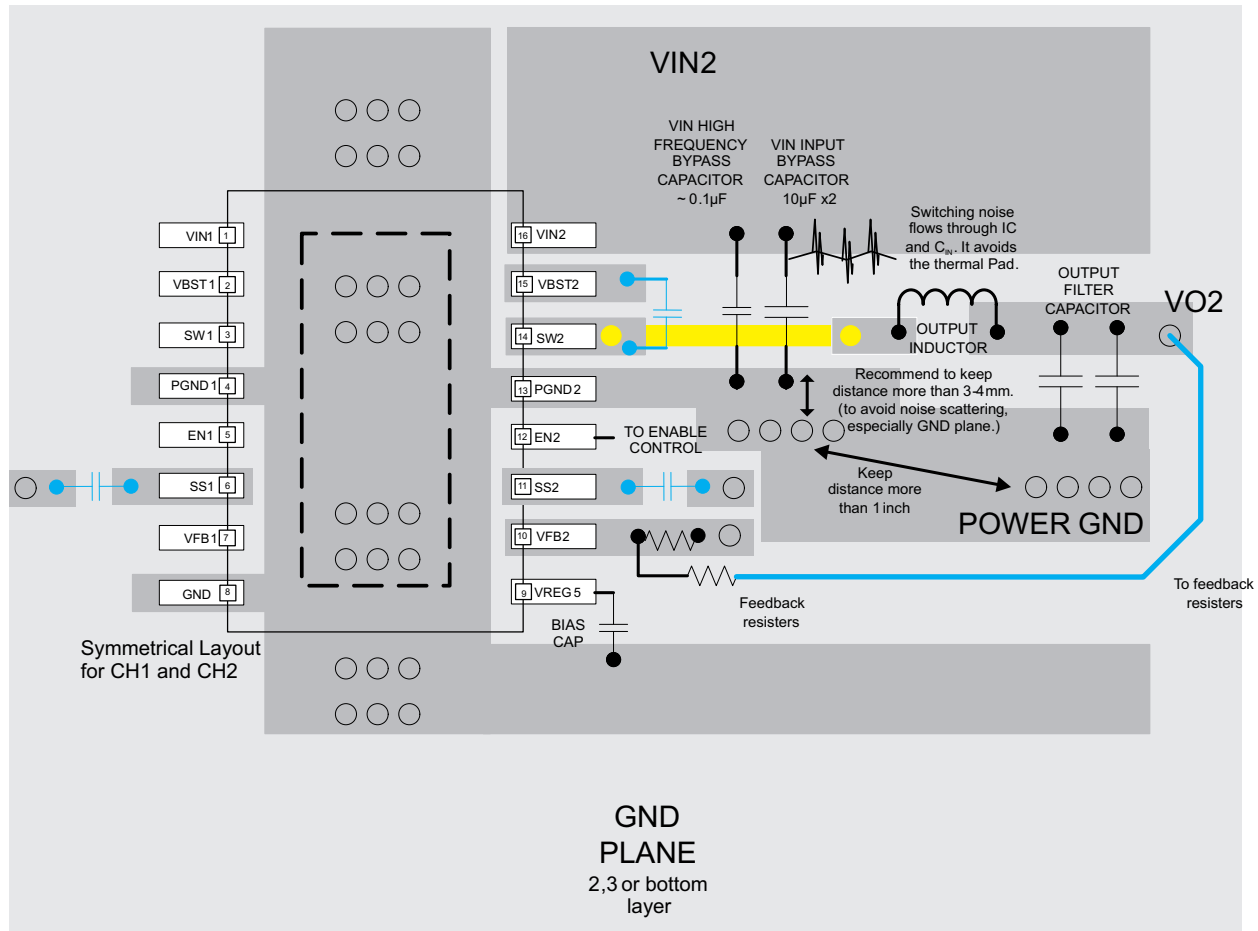 VIN2
VIN HIGH
FREQUENCY
BYPASS
CAPACITOR
~ 0.1µF
VIN INPUT
BYPASS
CAPACITOR
10µF x2
Switching noise
flows through IC
and CIN. It avoids
the thermal Pad.
OUTPUT
FILTER
CAPACITOR
VO2
OUTPUT
INDUCTOR
Recommend to keep
distance more than 3-4mm.
(to avoid noise scattering,
especially GND plane.)
Keep
distance more
than 1 inch
POWER GND
To feedback
resisters
VIN1 1
VBST1 2
SW1 3
PGND1 4
EN1 5
SS1 6
VFB1 7
GND 8
16 VIN2
15 VBST2
14 SW2
13 PGND2
12 EN2
TO ENABLE
CONTROL
11 SS2
10 VFB2
9 VREG5
Feedback
resisters
BIAS
CAP
Symmetrical Layout
for CH1 and CH2
GND
PLANE
2,3 or bottom
layer